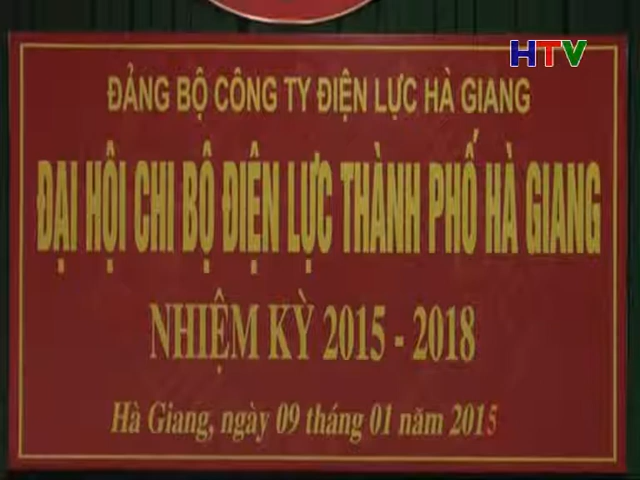 HTV
ĐẢNG BỘ CÔNG TY ĐIỆN LỰC HÀ GIANG
ĐẠI HỘI CHI BỘ ĐIỆN LỰC THÀNH PHỐ HÀ GIANG
NHIỆM KỲ 2015 - 2018
Hà Giang, ngày 09 tháng 01 năm 2015